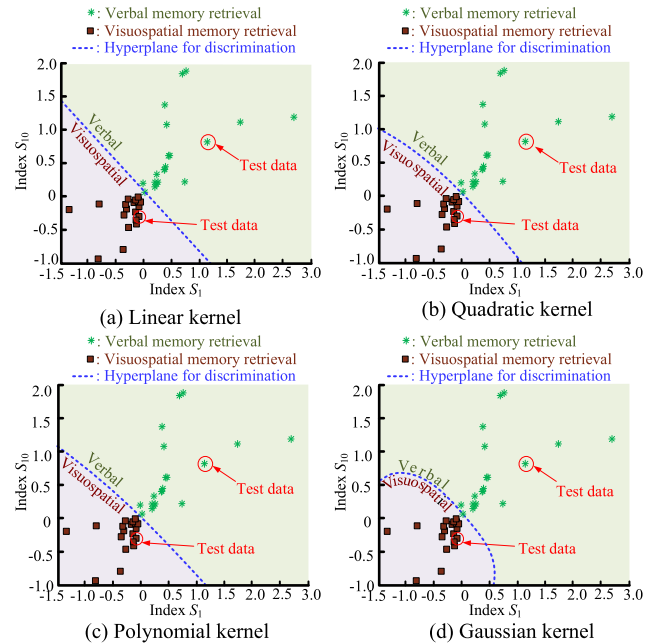 *: Verbal memory retrieval
■: Visuospatial memory retrieval
----: Hyperplane for discrimination
2.0
1.5
1.0
0.5
0
-0.5
-1.0
Index S10
Verbal
Visuospatial
Test data
Test data
-1.5 -1.0 -0.5 0 0.5 1.0 1.5 2.0 2.5 3.0
Index S1
(a) Linear kernel
*: Verbal memory retrieval
■: Visuospatial memory retrieval
----: Hyperplane for discrimination
2.0
1.5
1.0
0.5
0
-0.5
-1.0
Index S10
Verbal
Visuospatial
Test data
Test data
-1.5 -1.0 -0.5 0 0.5 1.0 1.5 2.0 2.5 3.0
Index S1
(b) Quadratic kernel
*: Verbal memory retrieval
■: Visuospatial memory retrieval
----: Hyperplane for discrimination
2.0
1.5
1.0
0.5
0
-0.5
-1.0
Index S10
Verbal
Visuospatial
Test data
Test data
-1.5 -1.0 -0.5 0 0.5 1.0 1.5 2.0 2.5 3.0
Index S1
(c) Polynomial kernel
*: Verbal memory retrieval
■: Visuospatial memory retrieval
----: Hyperplane for discrimination
2.0
1.5
1.0
0.5
0
-0.5
-1.0
Index S10
Verbal
Visuospatial
Test data
Test data
-1.5 -1.0 -0.5 0 0.5 1.0 1.5 2.0 2.5 3.0
Index S1
(d) Gaussian kernel